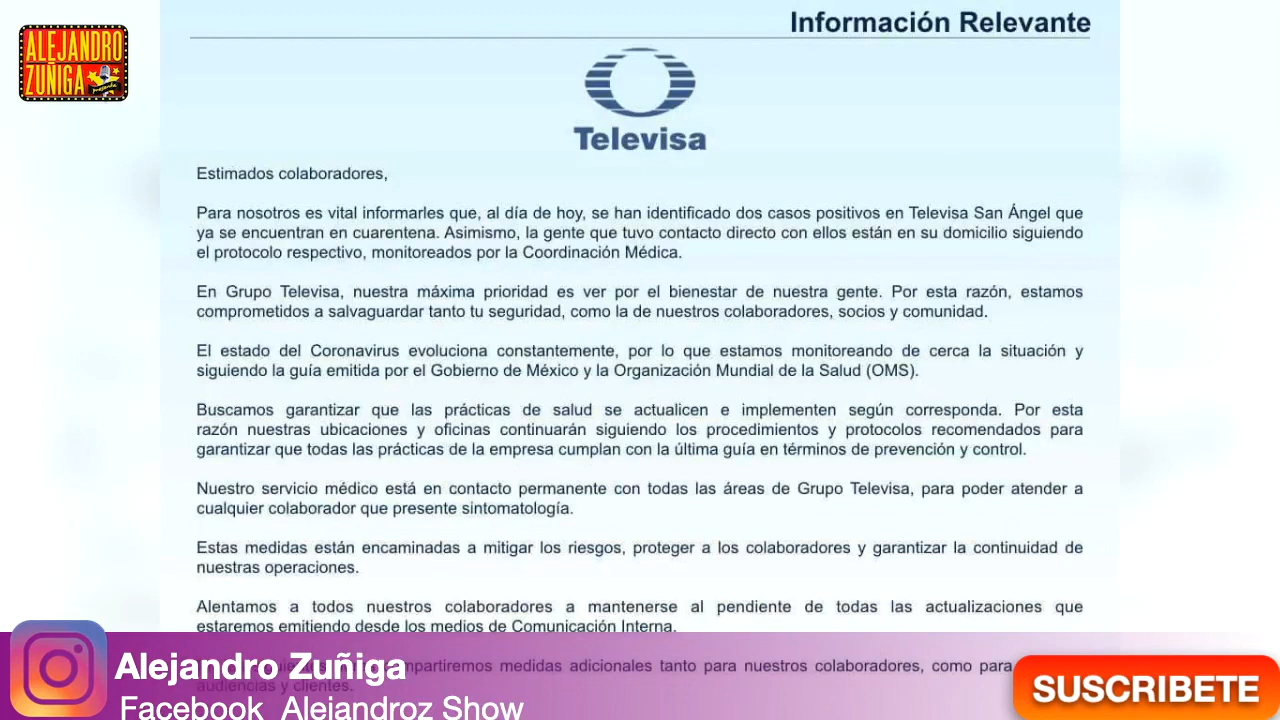 Información Relevante
ALEJANDRO
ZUÑIGA
presenta
Televisa
Estimados colaboradores,
Para nosotros es vital informarles que, al día de hoy, se han identificado dos casos positivos en Televisa San Ángel que
ya se encuentran en cuarentena. Asimismo, la gente que tuvo contacto directo con ellos están en su domicilio siguiendo
el protocolo respectivo, monitoreados por la Coordinación Médica.
En Grupo Televisa, nuestra máxima prioridad es ver por el bienestar de nuestra gente. Por esta razón, estamos
comprometidos a salvaguardar tanto tu seguridad, como la de nuestros colaboradores, socios y comunidad.
El estado del Coronavirus evoluciona constantemente, por lo que estamos monitoreando de cerca la situación y
siguiendo la guía emitida por el Gobierno de México y la Organización Mundial de la Salud (OMS).
Buscamos garantizar que las prácticas de salud se actualicen e implementen según corresponda. Por esta
razón nuestras ubicaciones y oficinas continuarán siguiendo los procedimientos y protocolos recomendados para
garantizar que todas las prácticas de la empresa cumplan con la última guía en términos de prevención y control.
Nuestro servicio médico está en contacto permanente con todas las áreas de Grupo Televisa, para poder atender a
cualquier colaborador que presente sintomatología.
Estas medidas están encaminadas a mitigar los riesgos, proteger a los colaboradores y garantizar la continuidad de
nuestras operaciones.
Alentamos a todos nuestros colaboradores a mantenerse al pendiente de todas las actualizaciones que
estaremos emitiendo desde los medios de Comunicación Interna.
medidas adicionales tanto para nuestros colaboradores, como para
audiencias y clientes.
Alejandro Zuñiga
Facebook Alejandroz Show
SUSCRIBETE